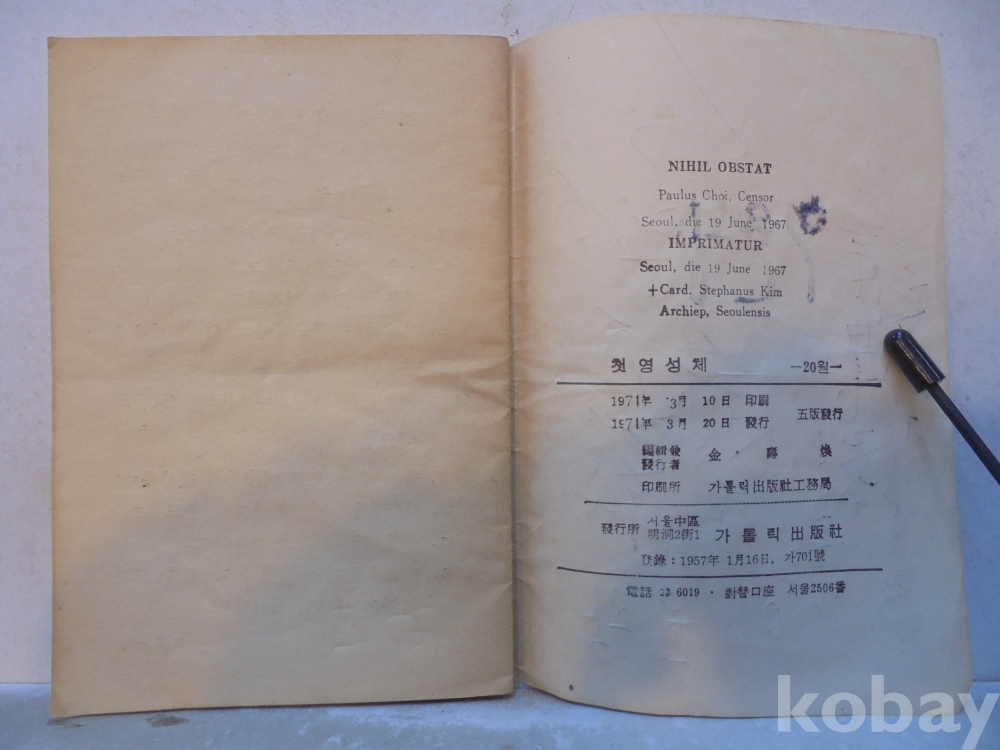 NIHIL OBSTAT
Paulus Choi, Censor
Seoul, die 19 June 1967
IMPRIMATUR
Seoul, die 19 June 1967
+Card. Stephanus Kim
Archiep, Seoulensis
첫영성체 —20원—
1971年 3月 10日 印刷
1971年 3月 20日 發行 五版發行
編輯兼
發行者 金 壽 煥
印刷所 가톨릭出版社工務局
發行所 서울中區
明洞2街1 가톨릭出版社
登錄：1957年 1月16日, 가701號
電話 22 6019 · 對替口座 서울2506番
kobay